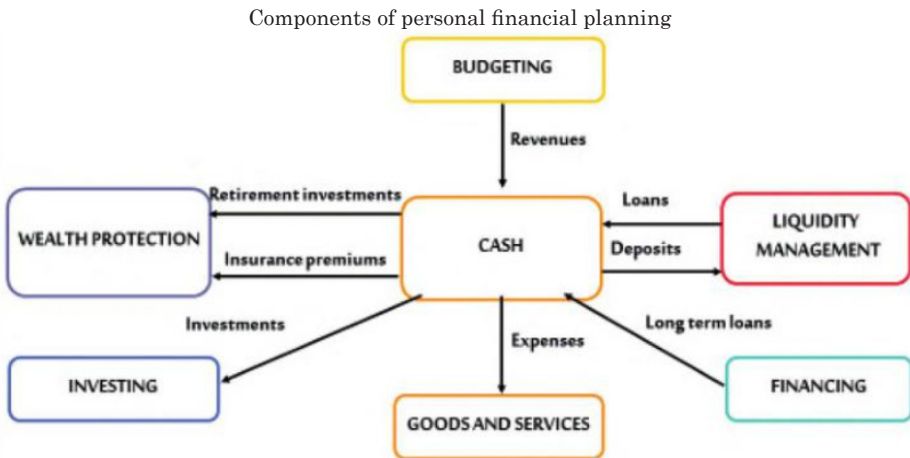 Components of personal financial planning
BUDGETING
Revenues
Retirement investments
Loans
WEALTH PROTECTION
CASH
LIQUIDITY
MANAGEMENT
Deposits
Insurance premiums
Investments
Expenses
Long term loans
INVESTING
FINANCING
GOODS AND SERVICES